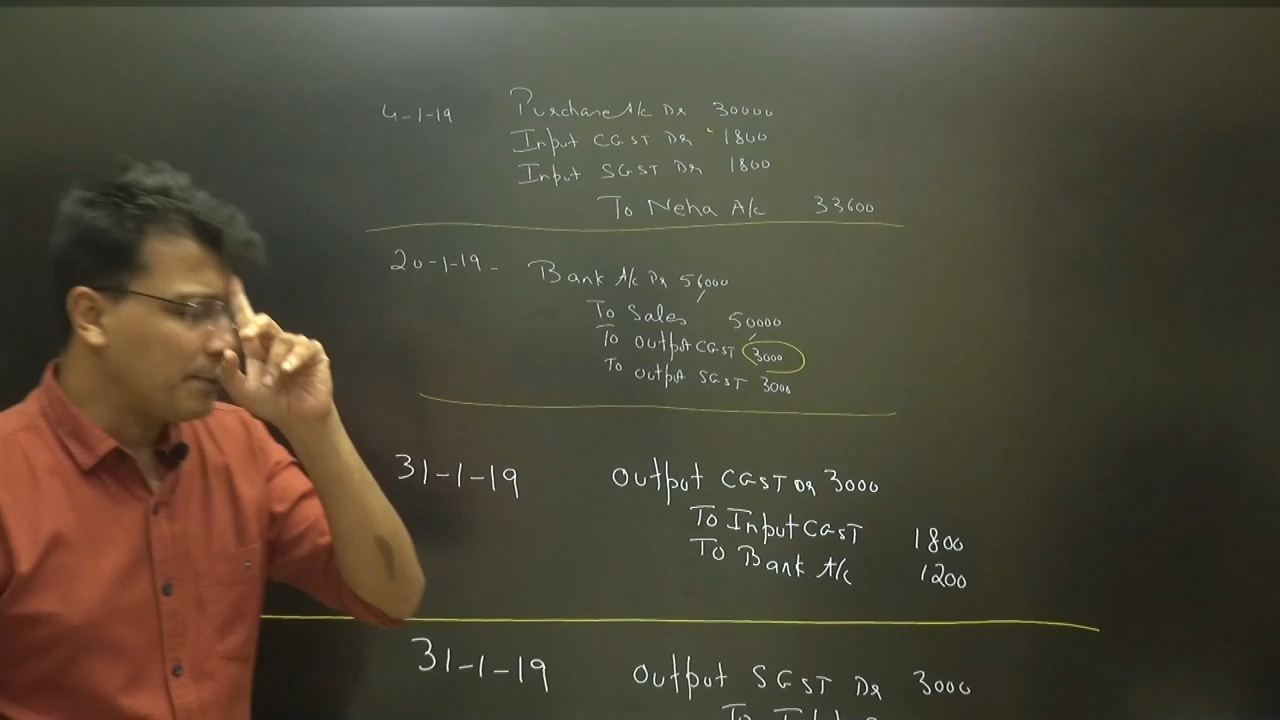 4-1-19 Purchase A/c Dr 30000
Input CGST Dr 1800
Input SGST Dr 1800
To Neha A/c 33600
20-1-19- Bank A/c Dr 56000
To Sales 50000
To output CGST 3000
To output SGST 3000
31-1-19 Output CGST Dr 3000
To Input CGST 1800
To Bank A/c 1200
31-1-19 Output SGST Dr 3000
To